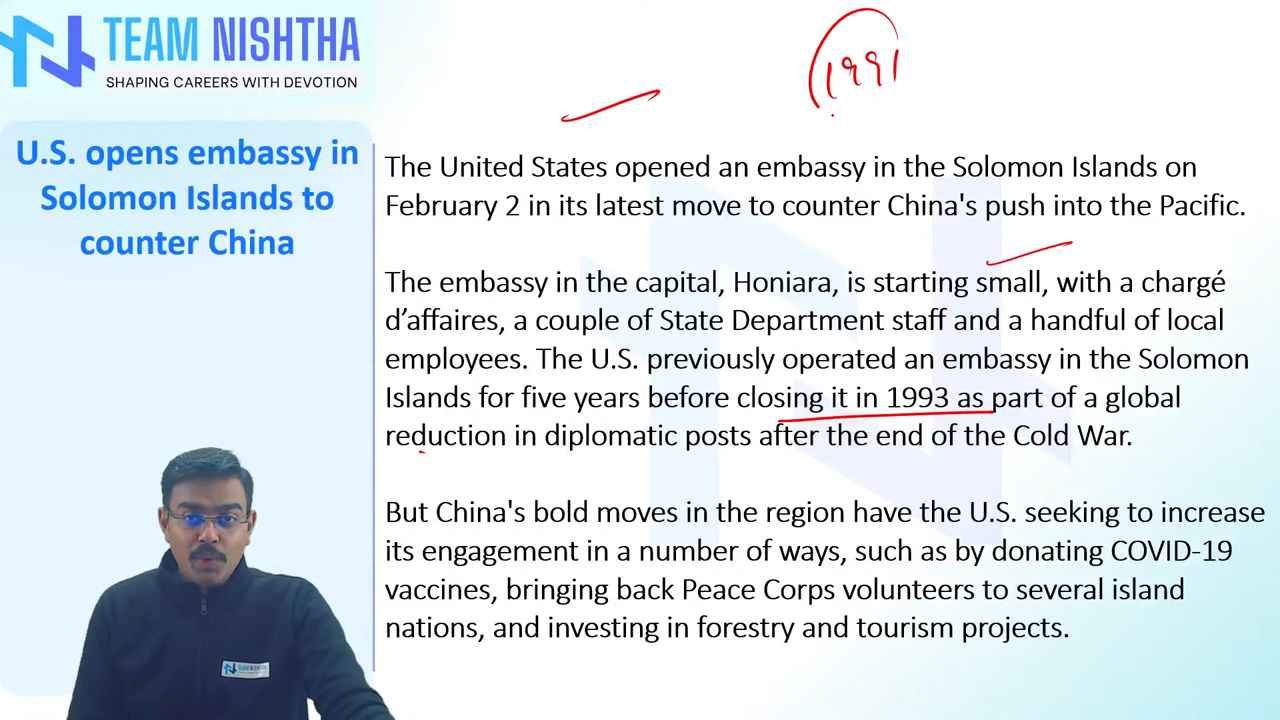 TEAM NISHTHA
SHAPING CAREERS WITH DEVOTION
1991
U.S. opens embassy in
Solomon Islands to
counter China
The United States opened an embassy in the Solomon Islands on
February 2 in its latest move to counter China's push into the Pacific.
The embassy in the capital, Honiara, is starting small, with a chargé
d’affaires, a couple of State Department staff and a handful of local
employees. The U.S. previously operated an embassy in the Solomon
Islands for five years before closing it in 1993 as part of a global
reduction in diplomatic posts after the end of the Cold War.
But China's bold moves in the region have the U.S. seeking to increase
its engagement in a number of ways, such as by donating COVID-19
vaccines, bringing back Peace Corps volunteers to several island
nations, and investing in forestry and tourism projects.
TEAM NISHTHA